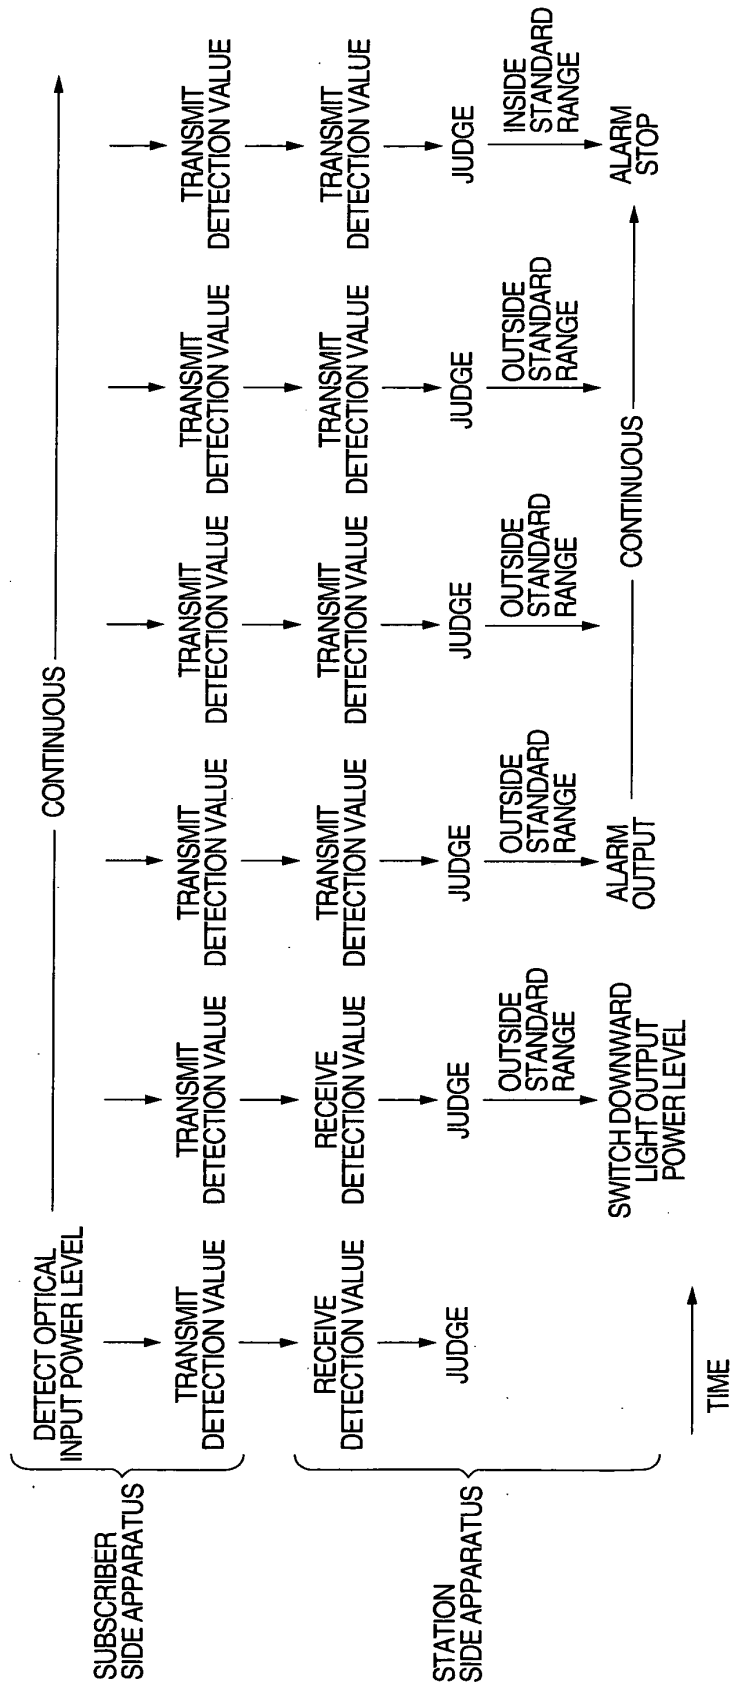 SUBSCRIBER
SIDE APPARATUS
DETECT OPTICAL
INPUT POWER LEVEL
CONTINUOUS
TRANSMIT
DETECTION VALUE
TRANSMIT
DETECTION VALUE
TRANSMIT
DETECTION VALUE
TRANSMIT
DETECTION VALUE
TRANSMIT
DETECTION VALUE
TRANSMIT
DETECTION VALUE
STATION
SIDE APPARATUS
RECEIVE
DETECTION VALUE
RECEIVE
DETECTION VALUE
TRANSMIT
DETECTION VALUE
TRANSMIT
DETECTION VALUE
TRANSMIT
DETECTION VALUE
TRANSMIT
DETECTION VALUE
JUDGE
JUDGE
JUDGE
JUDGE
JUDGE
JUDGE
OUTSIDE
STANDARD
RANGE
OUTSIDE
STANDARD
RANGE
OUTSIDE
STANDARD
RANGE
OUTSIDE
STANDARD
RANGE
INSIDE
STANDARD
RANGE
SWITCH DOWNWARD
LIGHT OUTPUT
POWER LEVEL
ALARM
OUTPUT
CONTINUOUS
ALARM
STOP
TIME